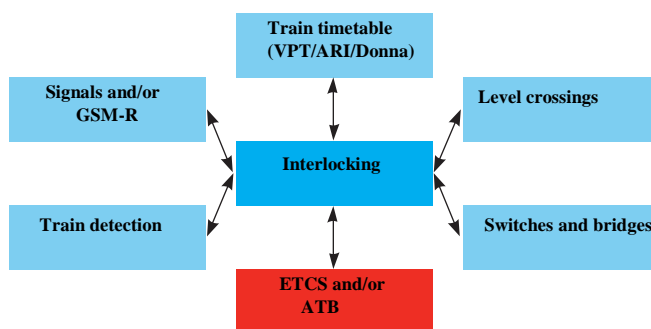 Train timetable
(VPT/ARI/Donna)
Signals and/or
GSM-R
Level crossings
Interlocking
Train detection
Switches and bridges
ETCS and/or
ATB